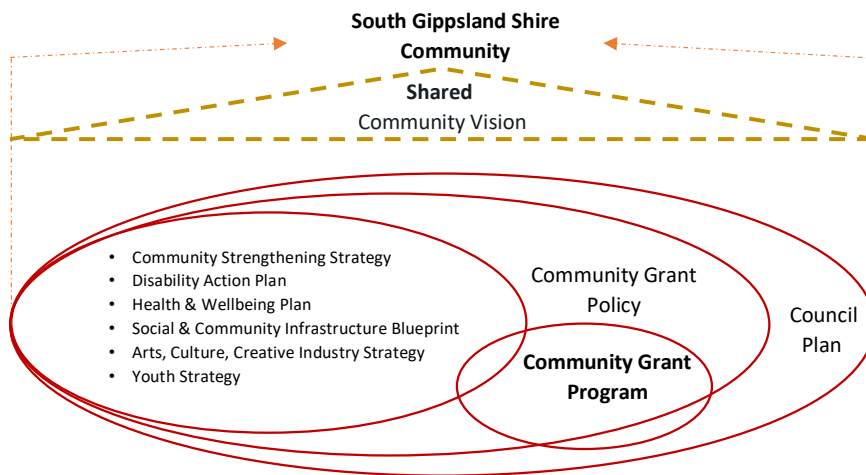 South Gippsland Shire
Community
Shared
Community Vision
• Community Strengthening Strategy
• Disability Action Plan
• Health & Wellbeing Plan
• Social & Community Infrastructure Blueprint
• Arts, Culture, Creative Industry Strategy
• Youth Strategy
Community Grant
Policy
Council
Plan
Community Grant
Program